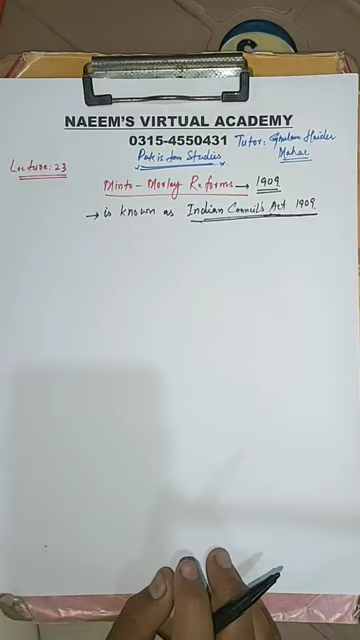 NAEEM'S VIRTUAL ACADEMY
0315-4550431 Tutor: Ghulam Haider Mahar
Pakistan Studies
Lecture: 23
Minto - Morley Reforms → 1909
→ is known as Indian Council's Act 1909.